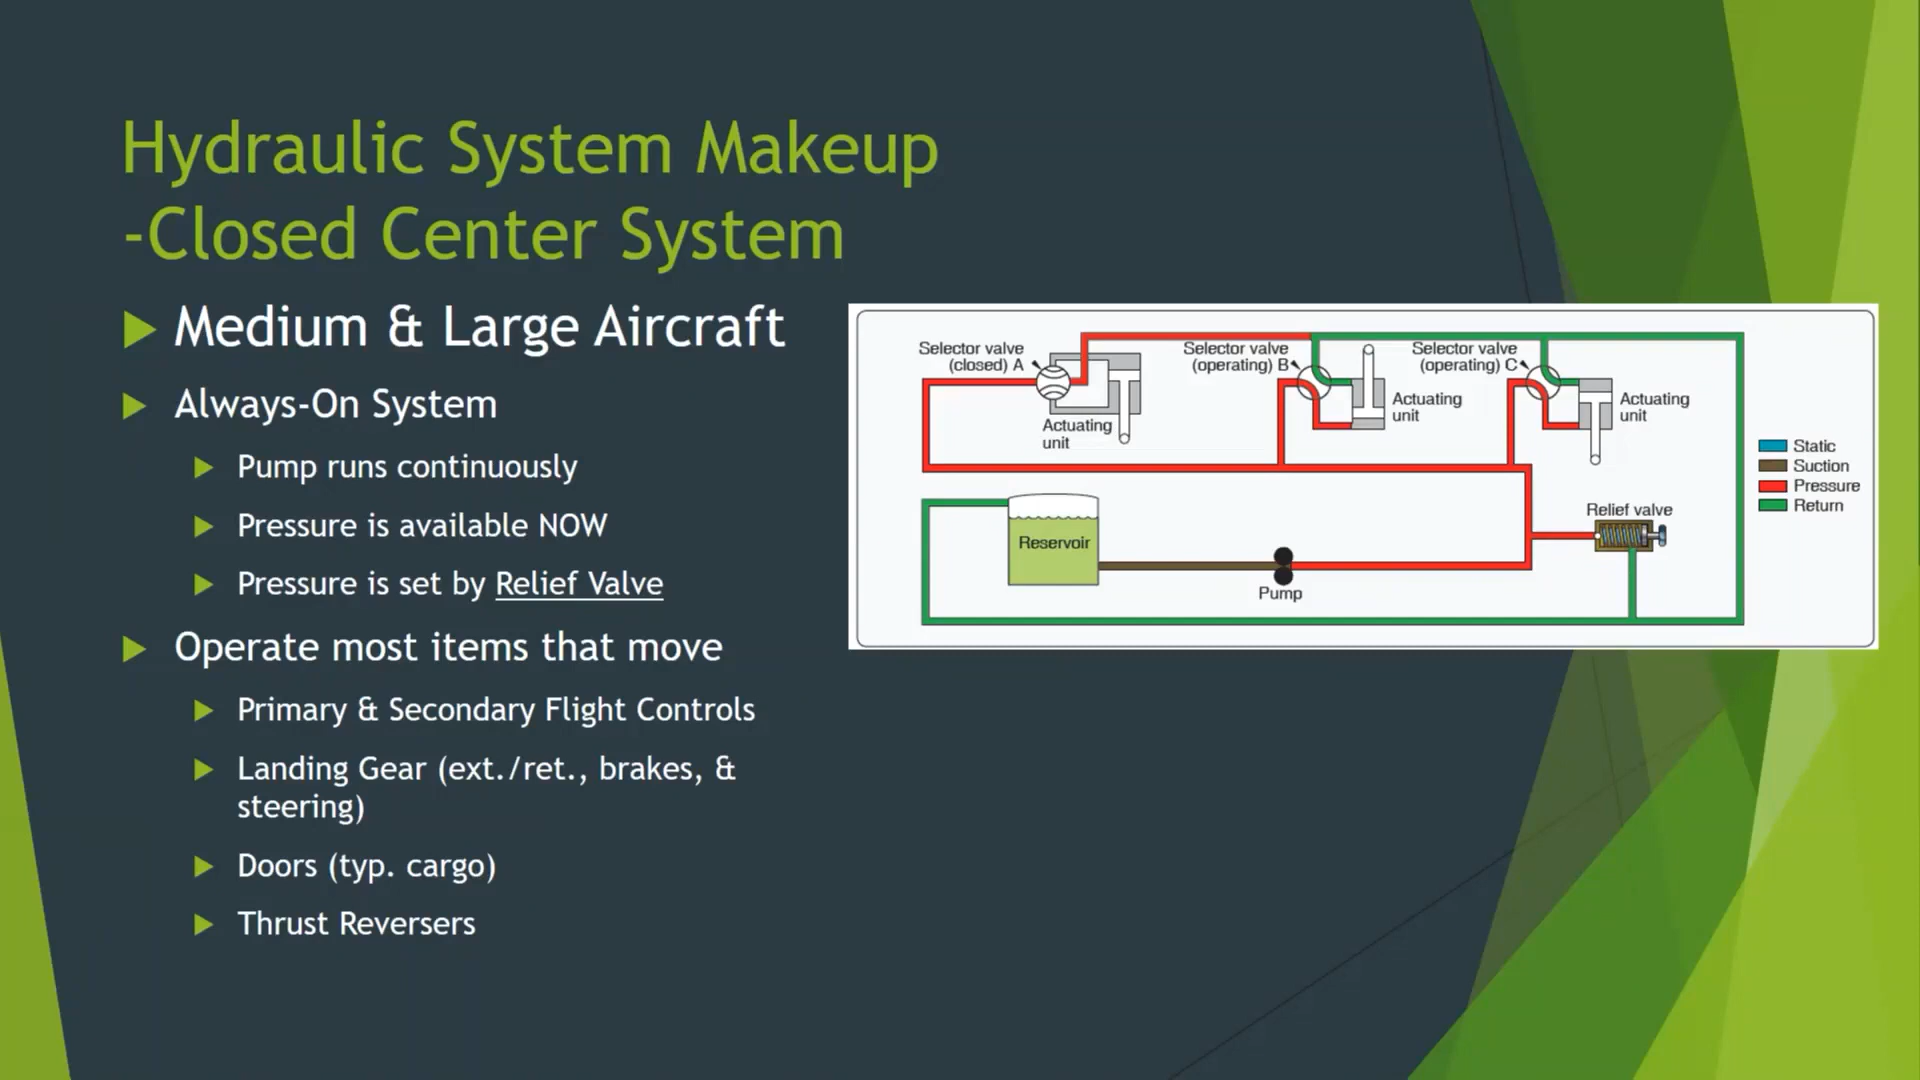 Hydraulic System Makeup
-Closed Center System
Medium & Large Aircraft
Always-On System
Pump runs continuously
Pressure is available NOW
Pressure is set by Relief Valve
Operate most items that move
Primary & Secondary Flight Controls
Landing Gear (ext./ret., brakes, &
steering)
Doors (typ. cargo)
Thrust Reversers
Selector valve
(closed) A
Actuating
unit
Selector valve
(operating) B
Actuating
unit
Selector valve
(operating) C
Actuating
unit
Static
Suction
Pressure
Return
Relief valve
Reservoir
Pump